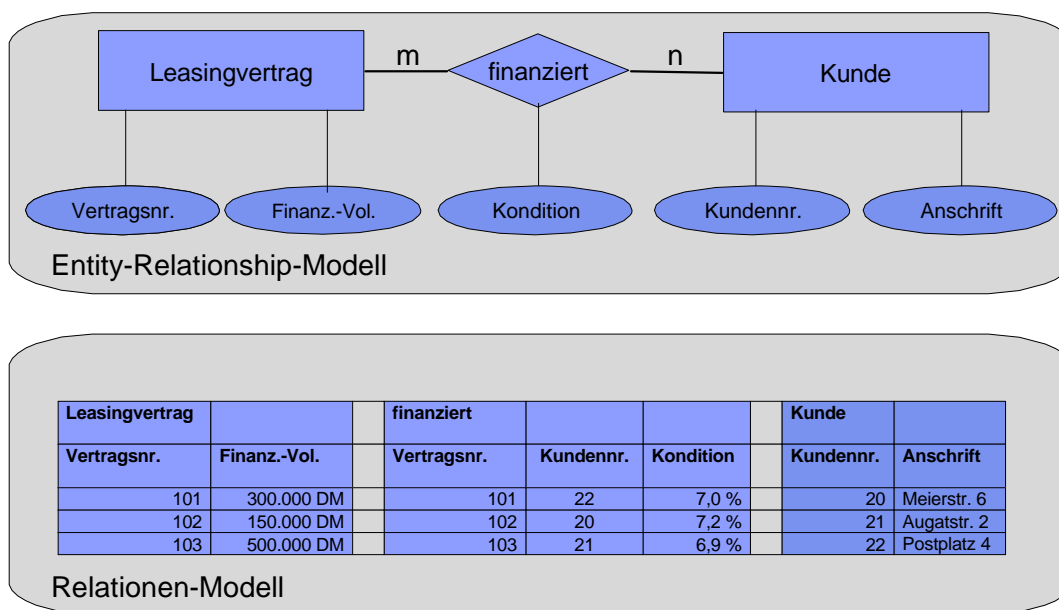 Leasingvertrag m finanziert n Kunde
Vertragsnr. Finanz.-Vol. Kondition Kundennr. Anschrift
Entity-Relationship-Modell
Leasingvertrag finanziert Kunde
Vertragsnr. Finanz.-Vol. Vertragsnr. Kundennr. Kondition Kundennr. Anschrift
101 300.000 DM 101 22 7,0 % 20 Meierstr. 6
102 150.000 DM 102 20 7,2 % 21 Augatstr. 2
103 500.000 DM 103 21 6,9 % 22 Postplatz 4
Relationen-Modell